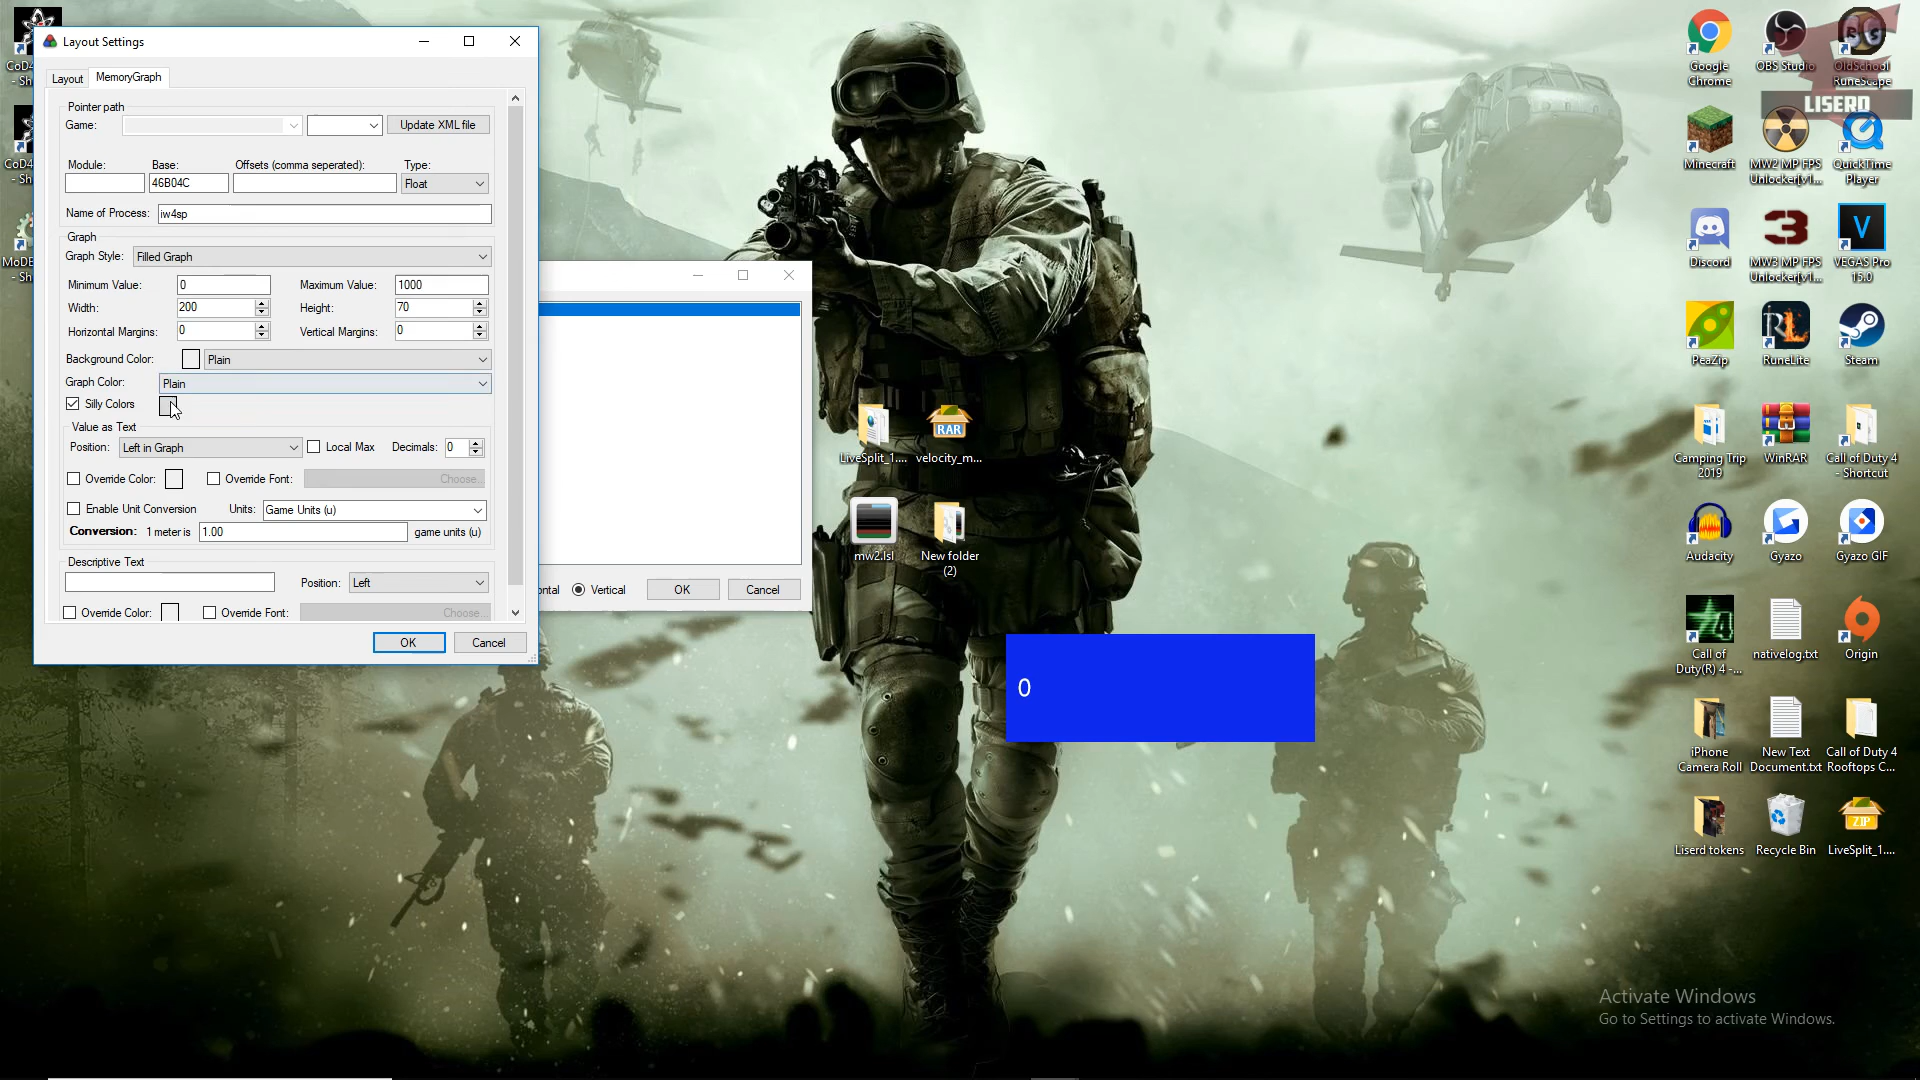 Layout Settings
Layout
MemoryGraph
Pointer path
Game:
Update XML file
Module:
Base:
Offsets (comma seperated):
Type:
46B04C
Float
Name of Process:
iw4sp
Graph
Graph Style:
Filled Graph
Minimum Value:
0
Maximum Value:
1000
Width:
200
Height:
70
Horizontal Margins:
0
Vertical Margins:
0
Background Color:
Plain
Graph Color:
Plain
Silly Colors
Value as Text
Position:
Left in Graph
Local Max
Decimals:
0
Override Color:
Override Font:
Choose...
Enable Unit Conversion
Units:
Game Units (u)
Conversion:
1 meter is
1.00
game units (u)
Descriptive Text
Position:
Left
Override Color:
Override Font:
Choose...
OK
Cancel
ontal
Vertical
OK
Cancel
0
LiveSplit_1....
velocity_m...
RAR
mw2.lsl
New folder
(2)
CoD4
- Sh
CoD4
- Sh
MoDE
- Sh
Google
Chrome
OBS Studio
OldSchool
RuneScape
LISERD
Minecraft
MW2 MP FPS
Unlocker[v1...
QuickTime
Player
Discord
MW3 MP FPS
Unlocker[v1...
VEGAS Pro
15.0
PeaZip
RuneLite
Steam
Camping Trip
2019
WinRAR
Call of Duty 4
- Shortcut
Audacity
Gyazo
Gyazo GIF
Call of
Duty(R) 4 -...
nativelog.txt
Origin
iPhone
Camera Roll
New Text
Document.txt
Call of Duty 4
Rooftops C...
Liserd tokens
Recycle Bin
ZIP
LiveSplit_1....
Activate Windows
Go to Settings to activate Windows.